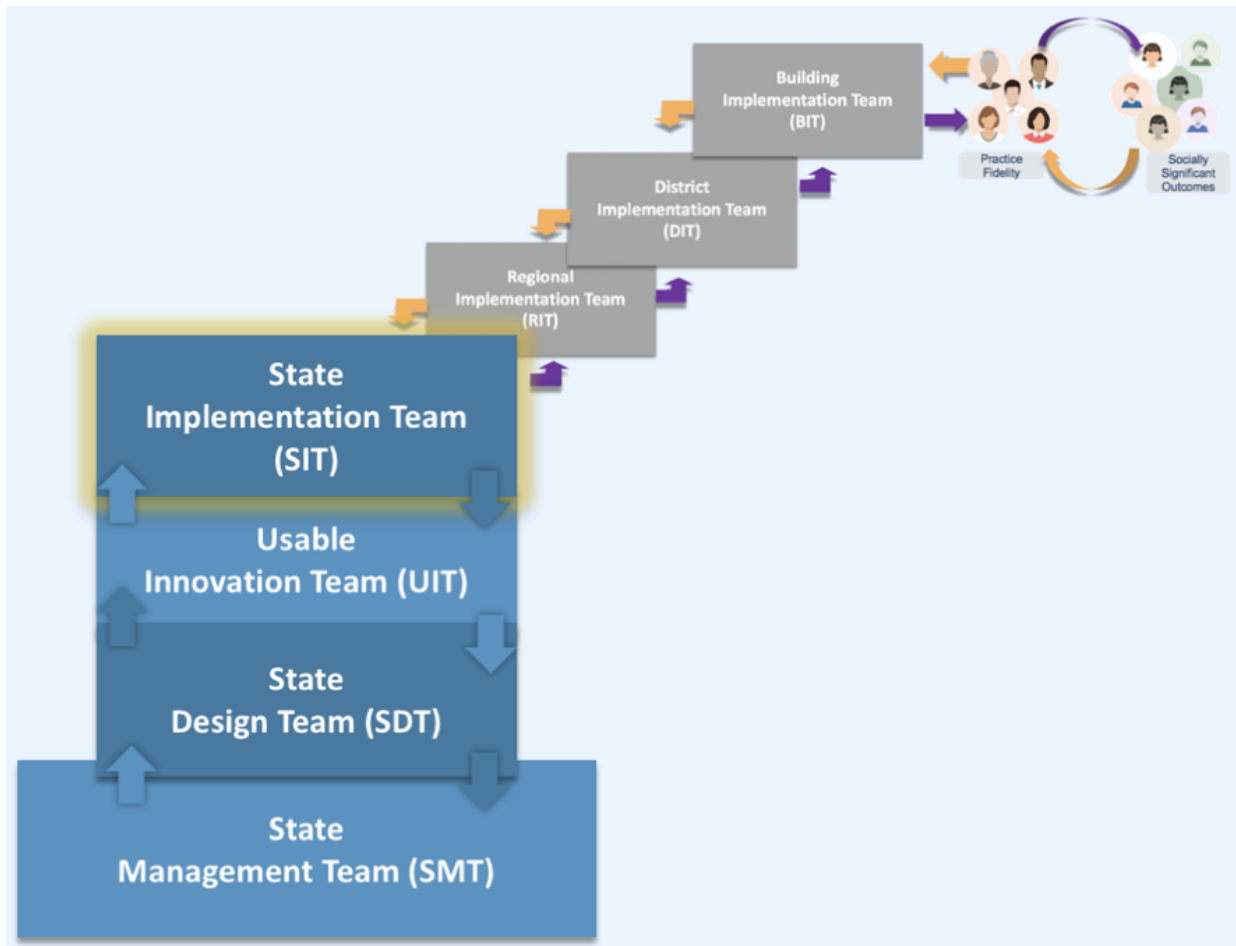 Building
Implementation Team
(BIT)
Practice
Fidelity
Socially
Significant
Outcomes
District
Implementation Team
(DIT)
Regional
Implementation Team
(RIT)
State
Implementation Team
(SIT)
Usable
Innovation Team (UIT)
State
Design Team (SDT)
State
Management Team (SMT)